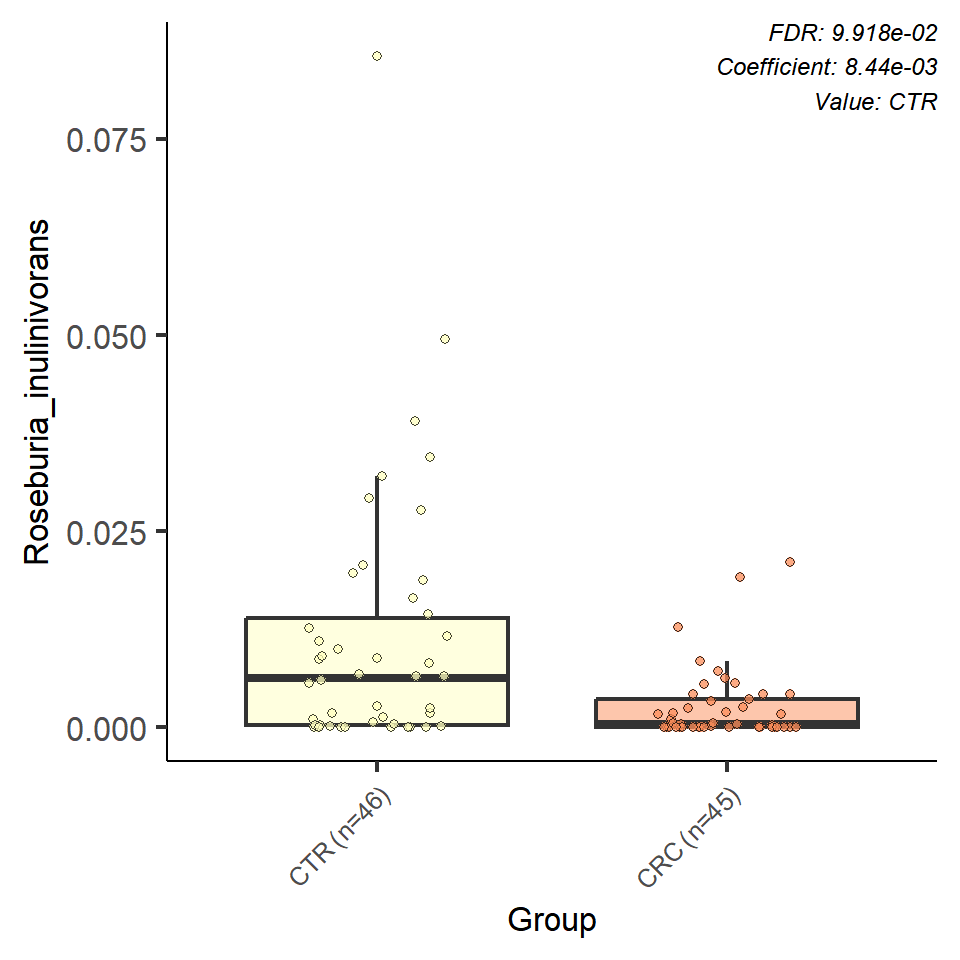 FDR: 9.918e-02
Coefficient: 8.44e-03
Value: CTR
0.075
0.050
0.025
0.000
Roseburia_inulinivorans
CTR (n=46)
CRC (n=45)
Group